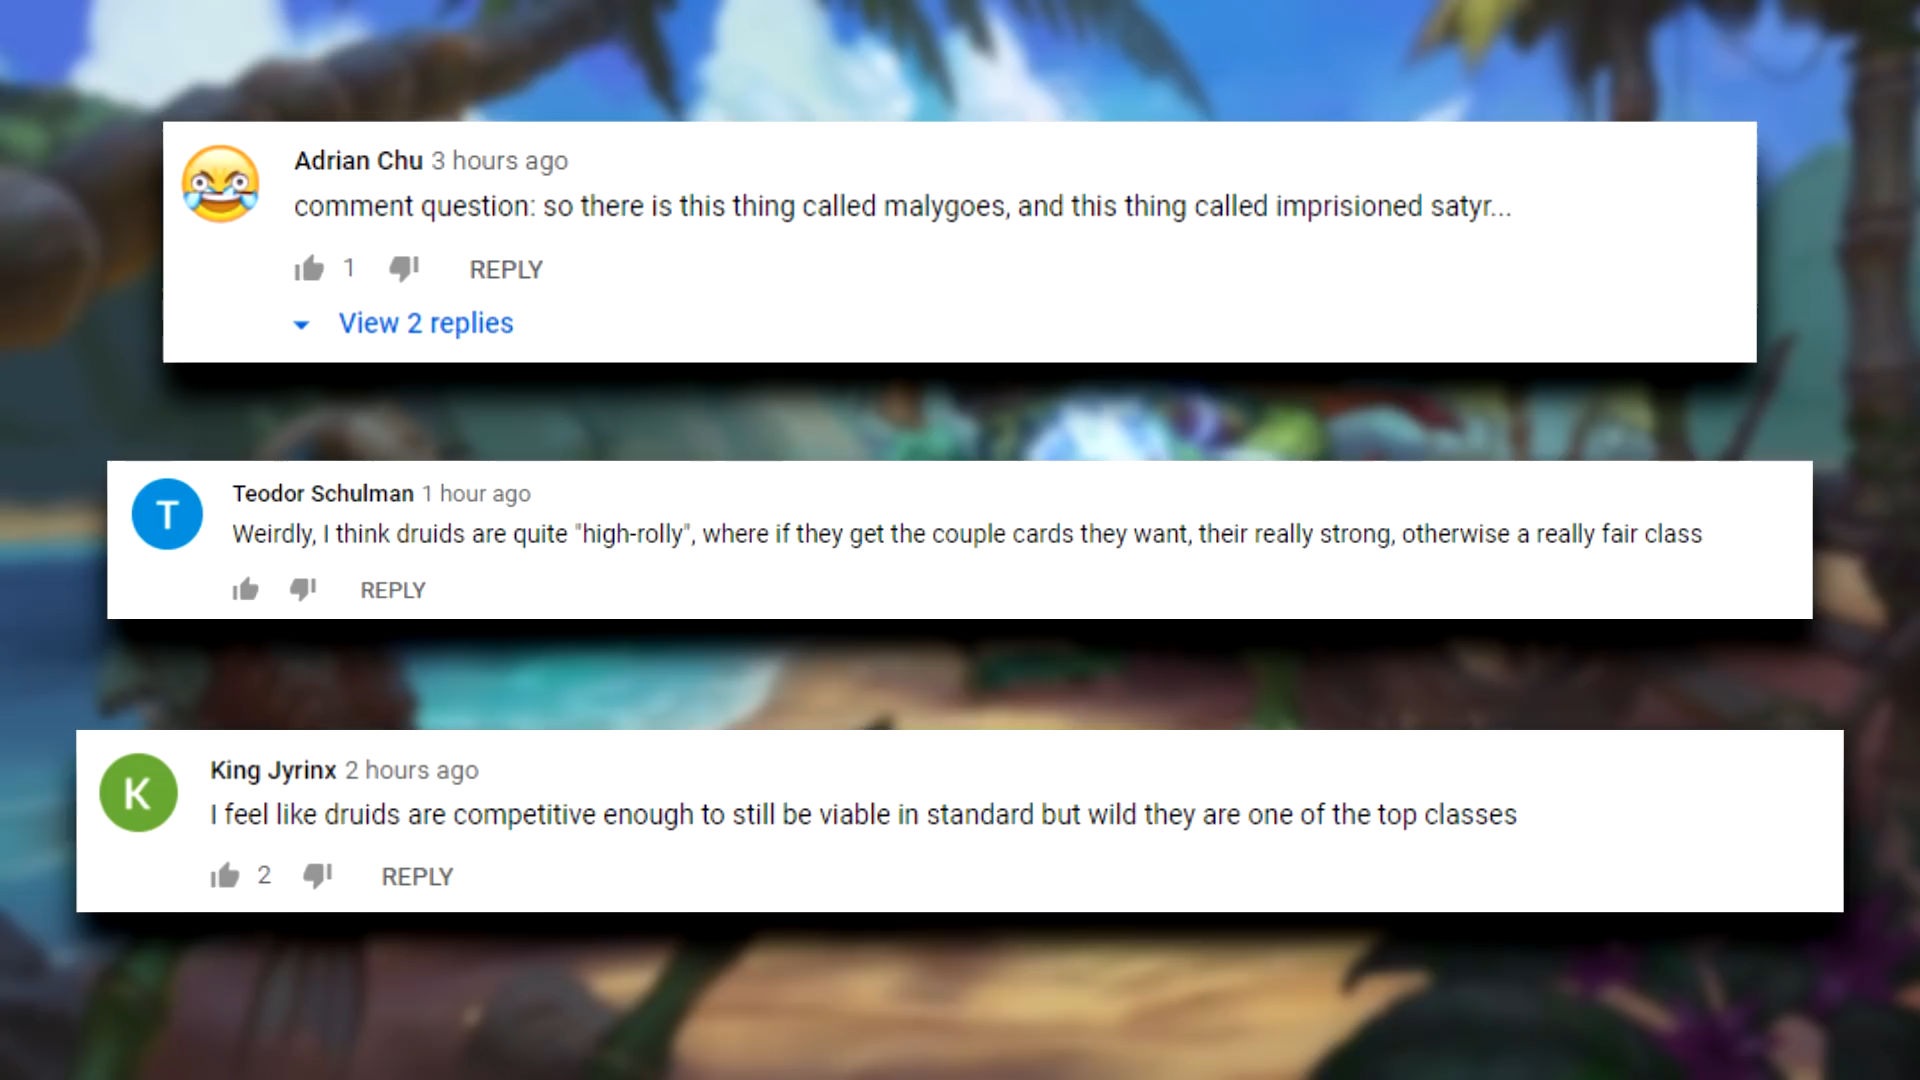 Adrian Chu 3 hours ago
comment question: so there is this thing called malygoes, and this thing called imprisioned satyr...
1 REPLY
View 2 replies
T
Teodor Schulman 1 hour ago
Weirdly, I think druids are quite "high-rolly", where if they get the couple cards they want, their really strong, otherwise a really fair class
REPLY
K
King Jyrinx 2 hours ago
I feel like druids are competitive enough to still be viable in standard but wild they are one of the top classes
2 REPLY